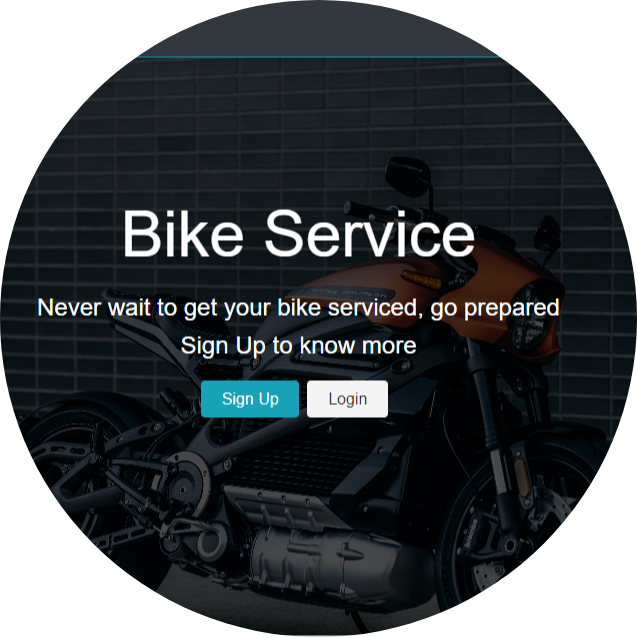 Bike Service
Never wait to get your bike serviced, go prepared
Sign Up to know more
Sign Up
Login